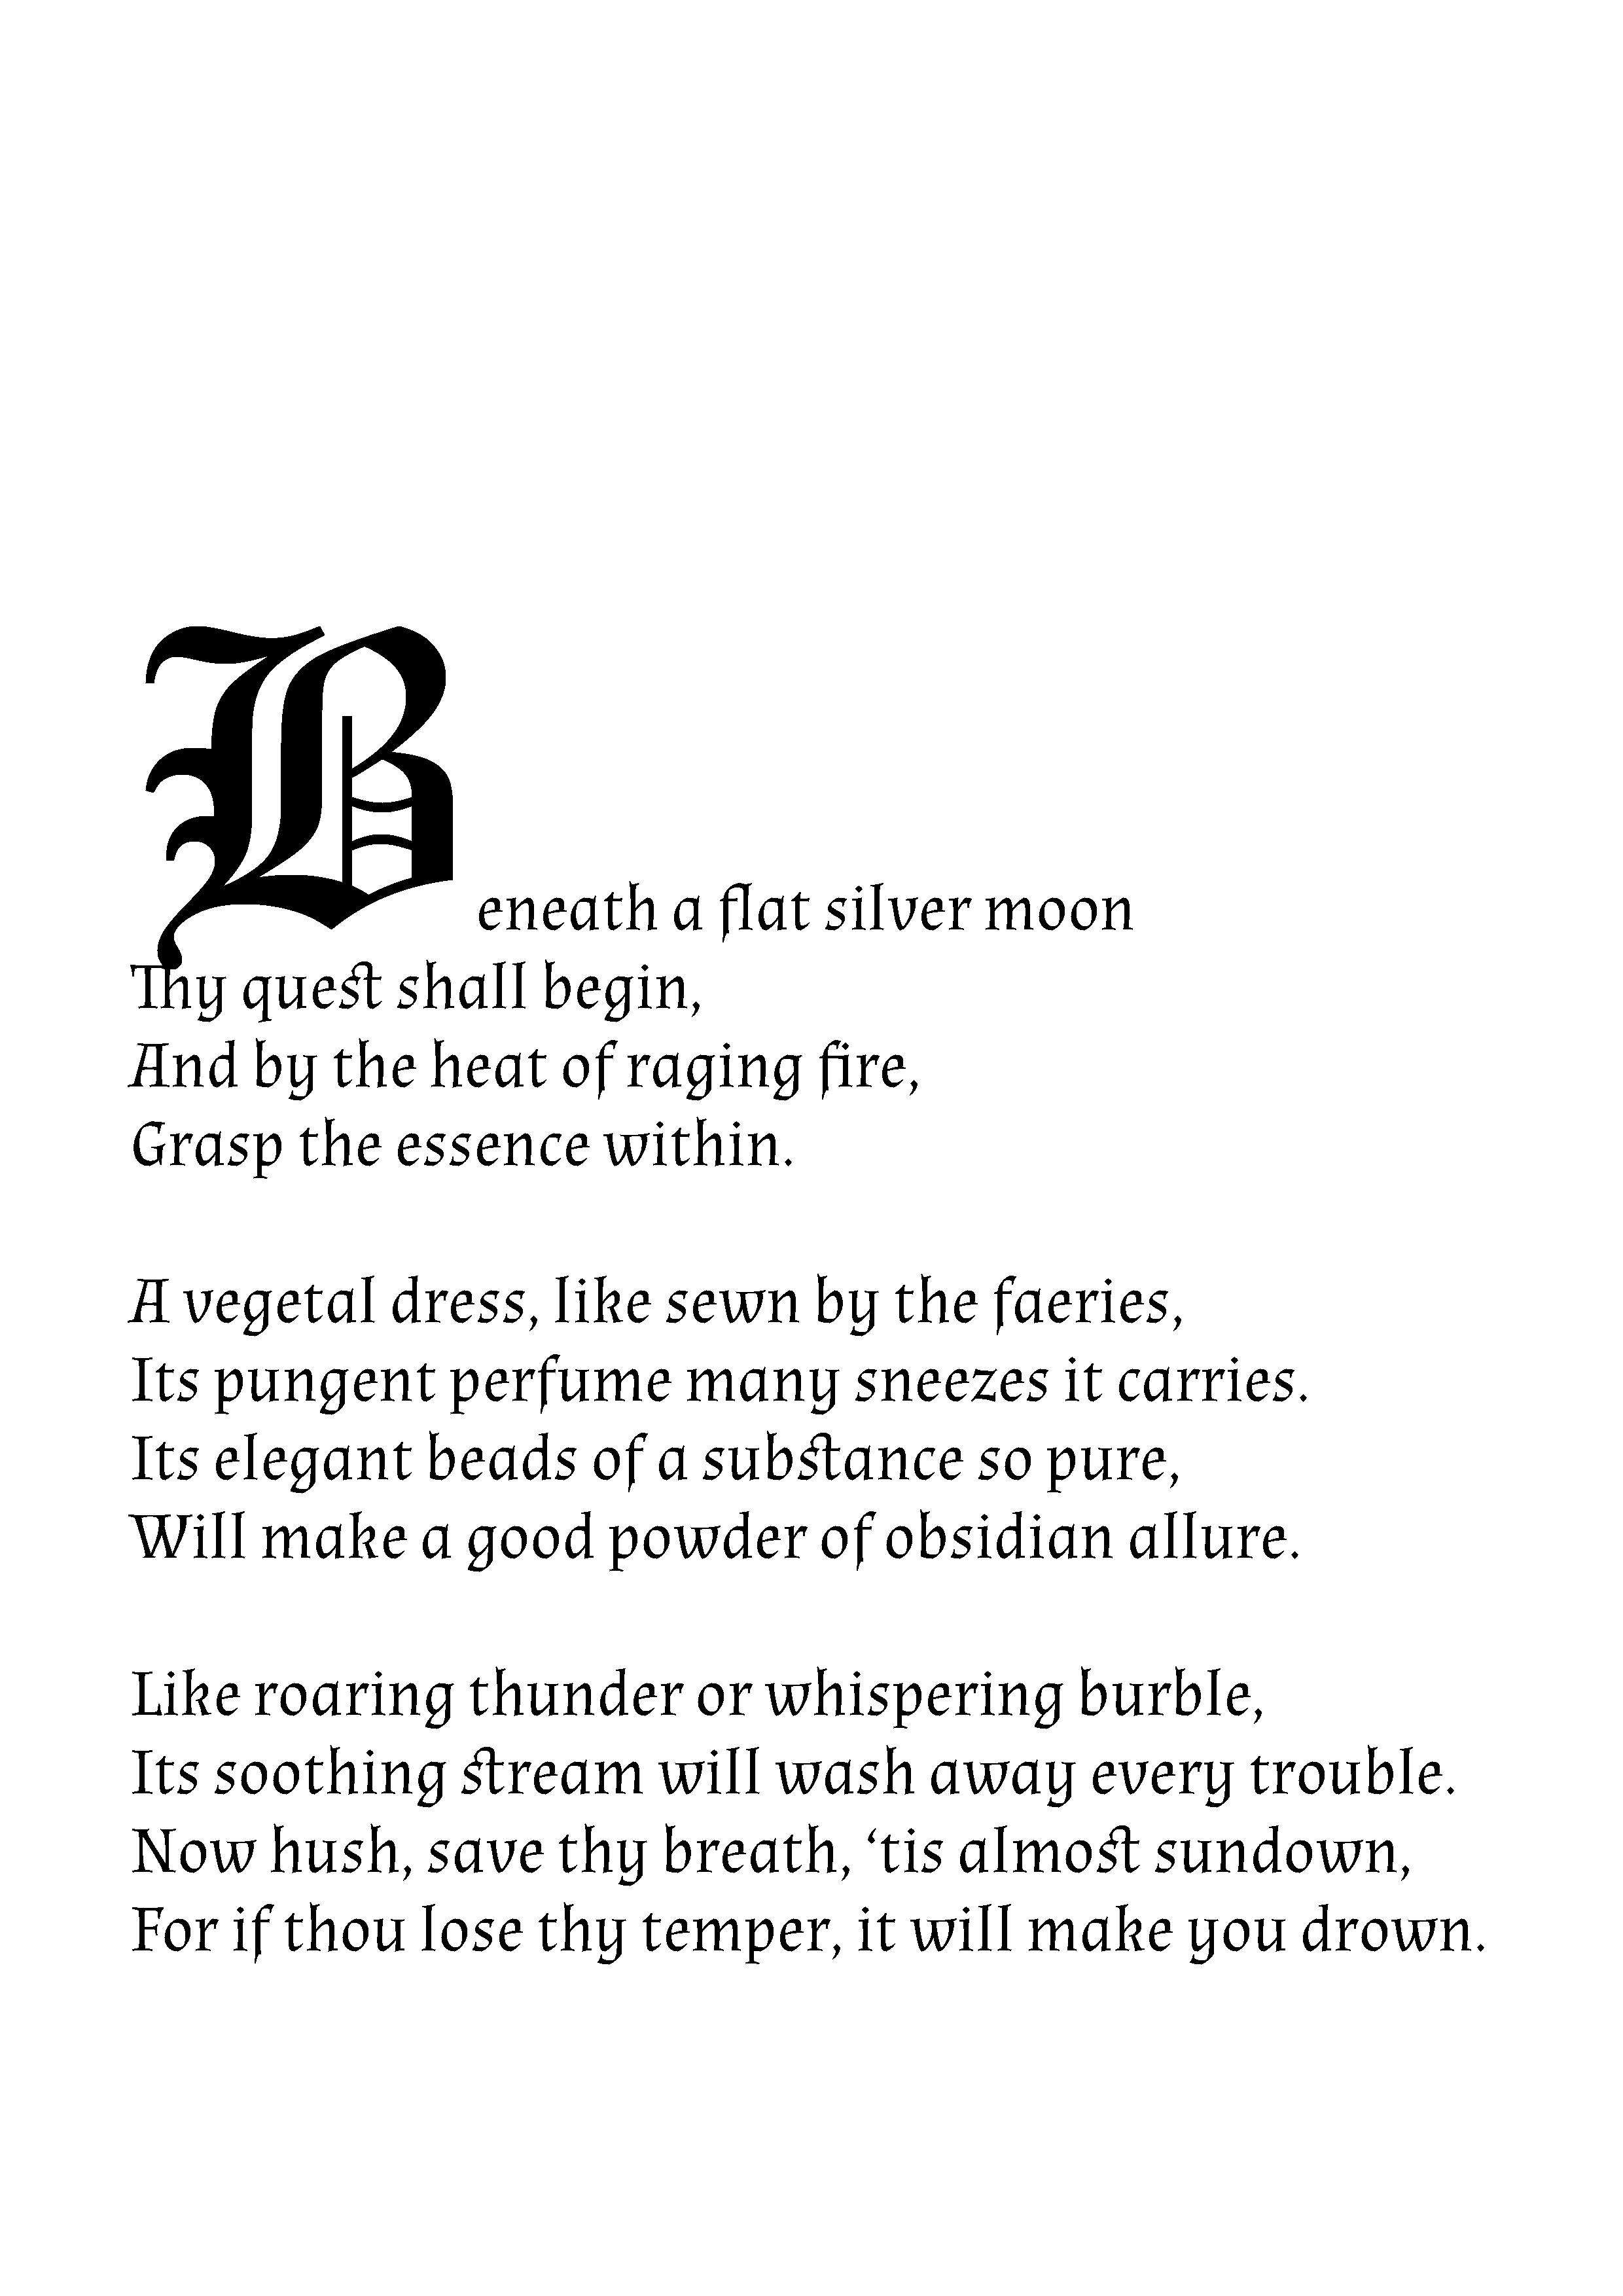 Beneath a flat silver moon
Thy quest shall begin,
And by the heat of raging fire,
Grasp the essence within.
A vegetal dress, like sewn by the faeries,
Its pungent perfume many sneezes it carries.
Its elegant beads of a substance so pure,
Will make a good powder of obsidian allure.
Like roaring thunder or whispering burble,
Its soothing stream will wash away every trouble.
Now hush, save thy breath, ‘tis almost sundown,
For if thou lose thy temper, it will make you drown.